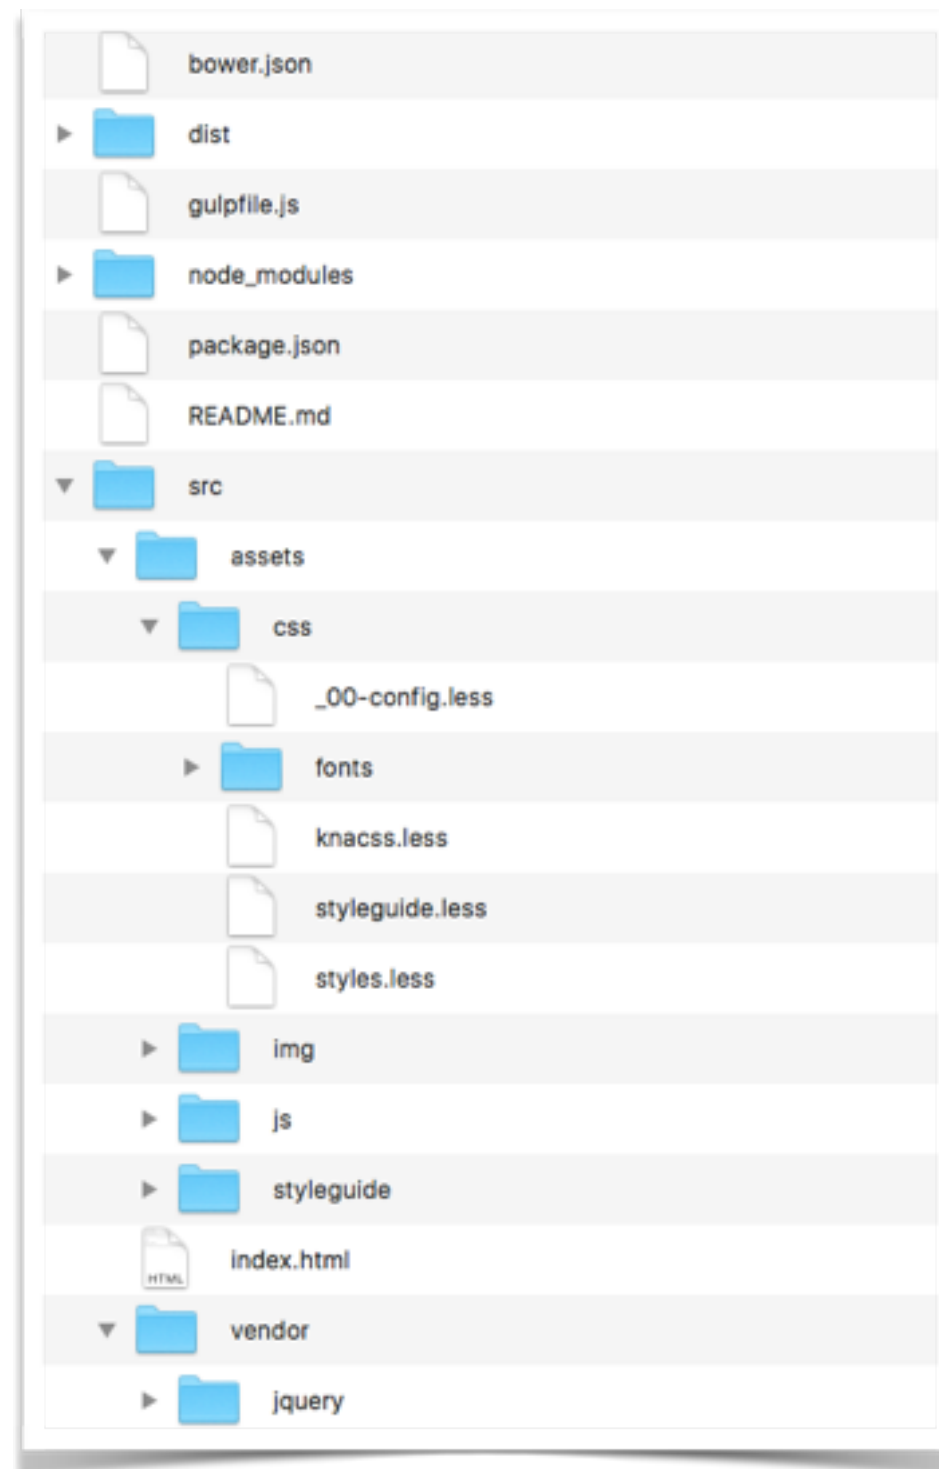 bower.json
dist
gulpfile.js
node_modules
package.json
README.md
src
assets
css
_00-config.less
fonts
knacss.less
styleguide.less
styles.less
img
js
styleguide
index.html
HTML
vendor
jquery